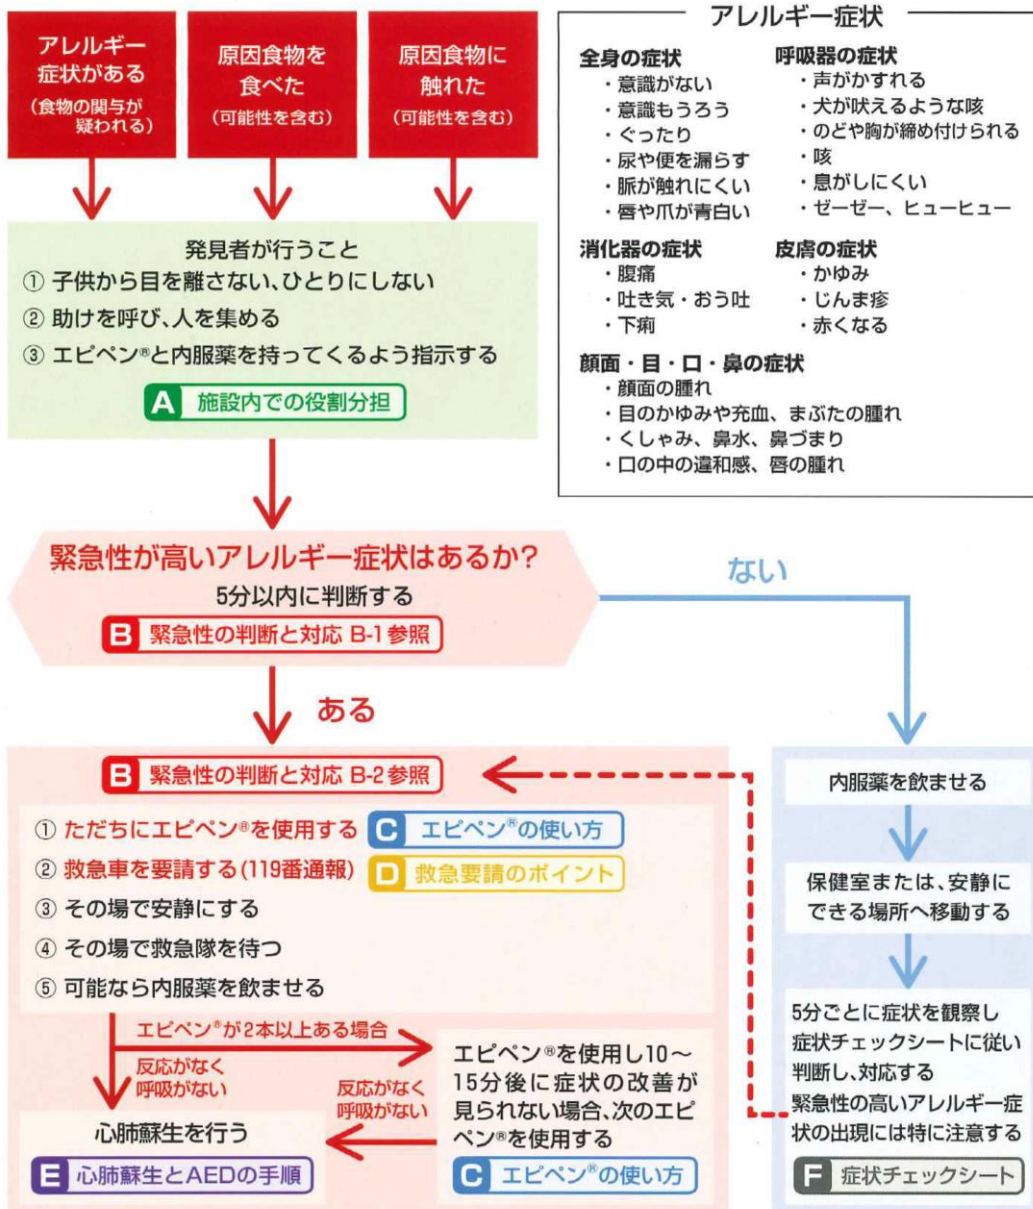 アレルギー
症状がある
(食物の関与が
疑われる)
原因食物を
食べた
(可能性を含む)
原因食物に
触れた
(可能性を含む)
発見者が行うこと
① 子供から目を離さない、ひとりにしない
② 助けを呼び、人を集める
③ エピペン®と内服薬を持ってくるよう指示する
A 施設内での役割分担
アレルギー症状
全身の症状
・意識がない
・意識もうろう
・ぐったり
・尿や便を漏らす
・脈が触れにくい
・唇や爪が青白い
呼吸器の症状
・声がかすれる
・犬が吠えるような咳
・のどや胸が締め付けられる
・咳
・息がしにくい
・ゼーゼー、ヒューヒュー
消化器の症状
・腹痛
・吐き気・おう吐
・下痢
皮膚の症状
・かゆみ
・じんま疹
・赤くなる
顔面・目・口・鼻の症状
・顔面の腫れ
・目のかゆみや充血、まぶたの腫れ
・くしゃみ、鼻水、鼻づまり
・口の中の違和感、唇の腫れ
緊急性が高いアレルギー症状はあるか?
5分以内に判断する
B 緊急性の判断と対応 B-1参照
ない
ある
B 緊急性の判断と対応 B-2参照
① ただちにエピペン®を使用する C エピペン®の使い方
② 救急車を要請する(119番通報) D 救急要請のポイント
③ その場で安静にする
④ その場で救急隊を待つ
⑤ 可能なら内服薬を飲ませる
エピペン®が2本以上ある場合
反応がなく
呼吸がない
反応がなく
呼吸がない
エピペン®を使用し10～
15分後に症状の改善が
見られない場合、次のエピ
ペン®を使用する
C エピペン®の使い方
心肺蘇生を行う
E 心肺蘇生とAEDの手順
内服薬を飲ませる
保健室または、安静に
できる場所へ移動する
5分ごとに症状を観察し
症状チェックシートに従い
判断し、対応する
緊急性の高いアレルギー症
状の出現には特に注意する
F 症状チェックシート